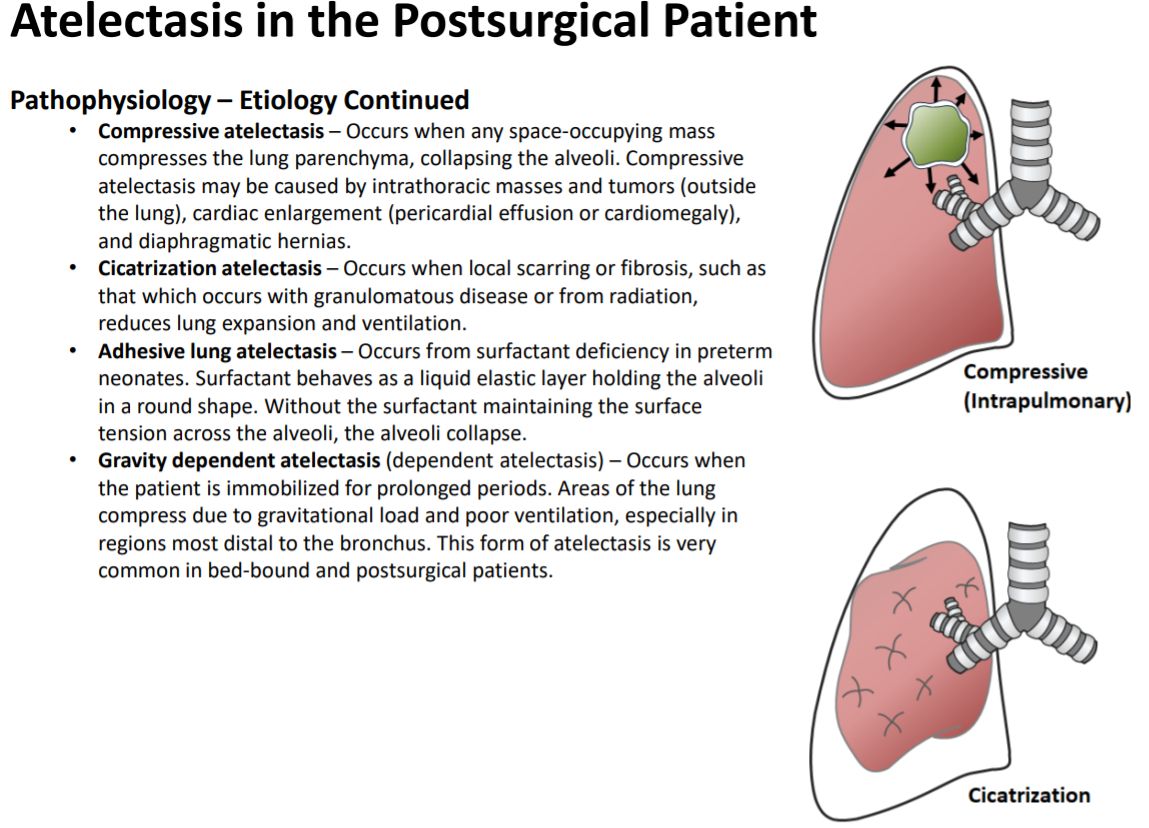 Atelectasis in the Postsurgical Patient
Pathophysiology – Etiology Continued
• Compressive atelectasis – Occurs when any space-occupying mass
compresses the lung parenchyma, collapsing the alveoli. Compressive
atelectasis may be caused by intrathoracic masses and tumors (outside
the lung), cardiac enlargement (pericardial effusion or cardiomegaly),
and diaphragmatic hernias.
• Cicatrization atelectasis – Occurs when local scarring or fibrosis, such as
that which occurs with granulomatous disease or from radiation,
reduces lung expansion and ventilation.
• Adhesive lung atelectasis – Occurs from surfactant deficiency in preterm
neonates. Surfactant behaves as a liquid elastic layer holding the alveoli
in a round shape. Without the surfactant maintaining the surface
tension across the alveoli, the alveoli collapse.
• Gravity dependent atelectasis (dependent atelectasis) – Occurs when
the patient is immobilized for prolonged periods. Areas of the lung
compress due to gravitational load and poor ventilation, especially in
regions most distal to the bronchus. This form of atelectasis is very
common in bed-bound and postsurgical patients.
Compressive
(Intrapulmonary)
Cicatrization